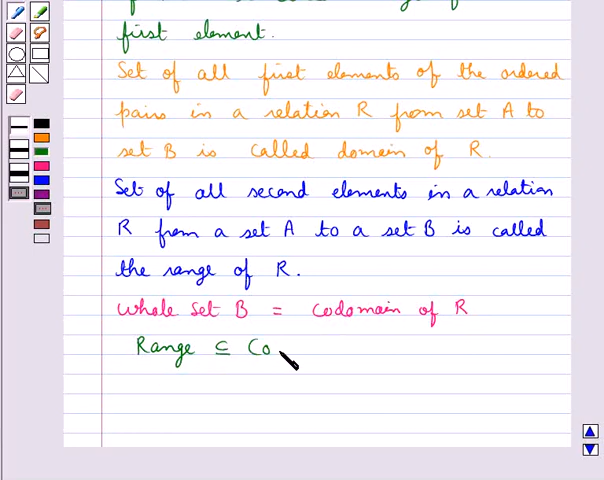 first element.
Set of all first elements of the ordered
pairs in a relation R from set A to
set B is called domain of R.
Set of all second elements in a relation
R from a set A to a set B is called
the range of R.
Whole set B = codomain of R
Range ⊆ Co